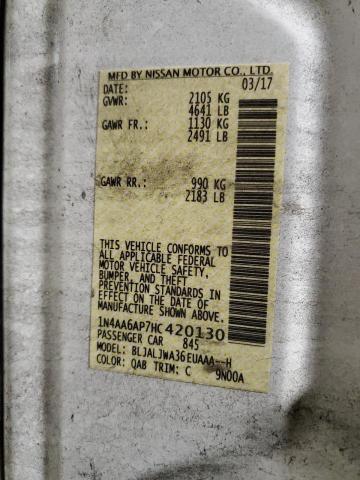 MFD BY NISSAN MOTOR CO., LTD.
DATE: 03/17
GVWR: 2105 KG
4641 LB
GAWR FR.: 1130 KG
2491 LB
GAWR RR.: 990 KG
2183 LB
THIS VEHICLE CONFORMS TO
ALL APPLICABLE FEDERAL
MOTOR VEHICLE SAFETY,
BUMPER, AND THEFT
PREVENTION STANDARDS IN
EFFECT ON THE DATE OF
MANUFACTURE SHOWN ABOVE.
1N4AA6AP7HC420130
PASSENGER CAR 845
MODEL: BLJALJWA36EUAAA--H
COLOR: QAB TRIM: C 9N00A